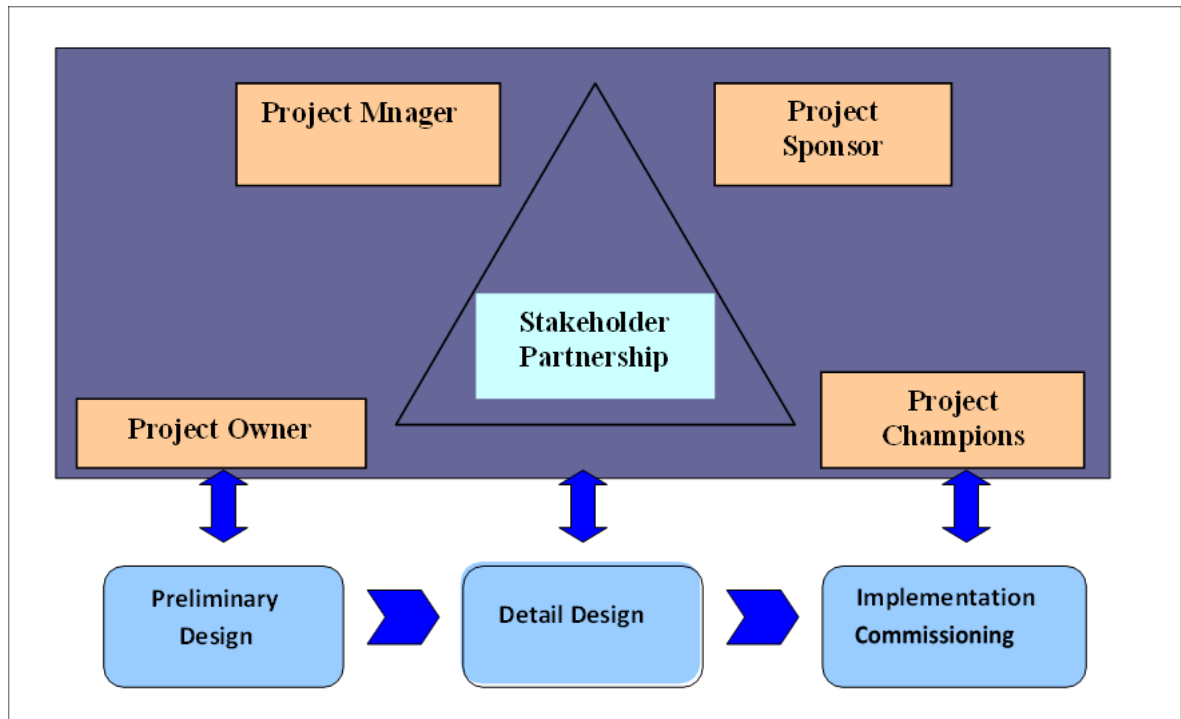 Project Mnager
Project
Sponsor
Stakeholder
Partnership
Project Owner
Project
Champions
Preliminary
Design
Detail Design
Implementation
Commissioning